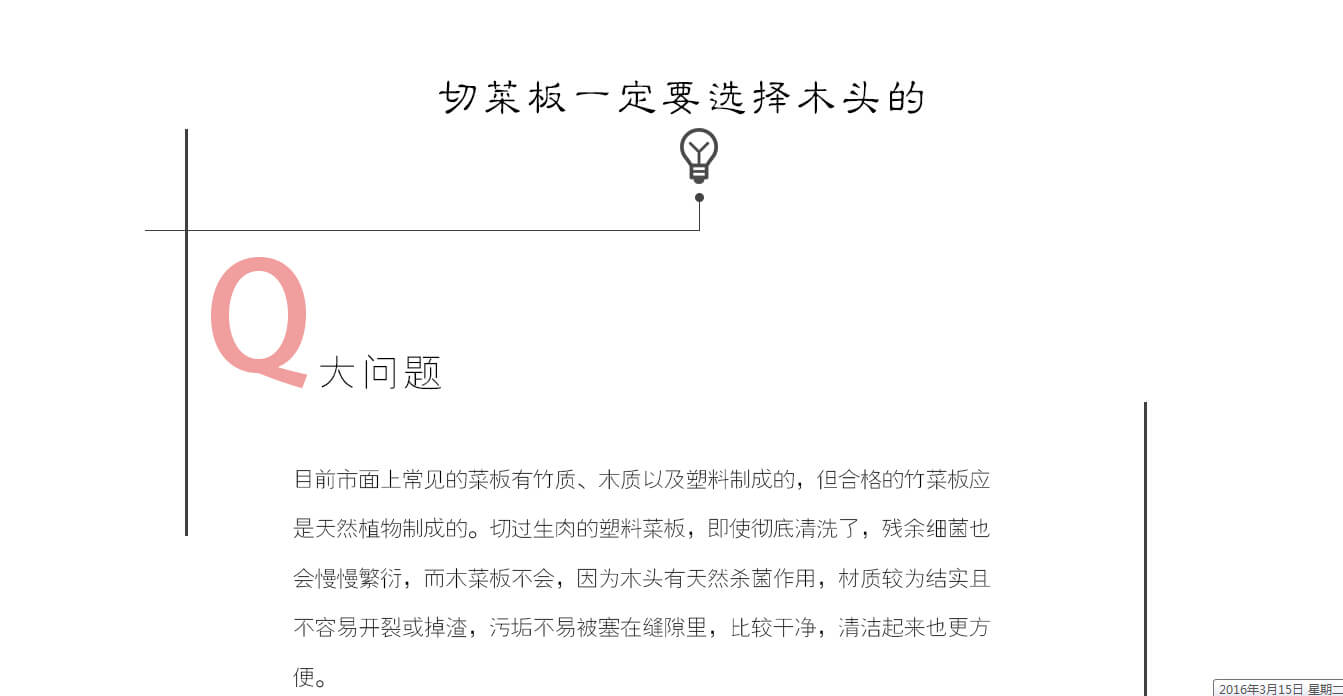 切菜板一定要选择木头的
Q
大问题
目前市面上常见的菜板有竹质、木质以及塑料制成的，但合格的竹菜板应
是天然植物制成的。切过生肉的塑料菜板，即使彻底清洗了，残余细菌也
会慢慢繁衍，而木菜板不会，因为木头有天然杀菌作用，材质较为结实且
不容易开裂或掉渣，污垢不易被塞在缝隙里，比较干净，清洁起来也更方
便。
2016年3月15日 星期二